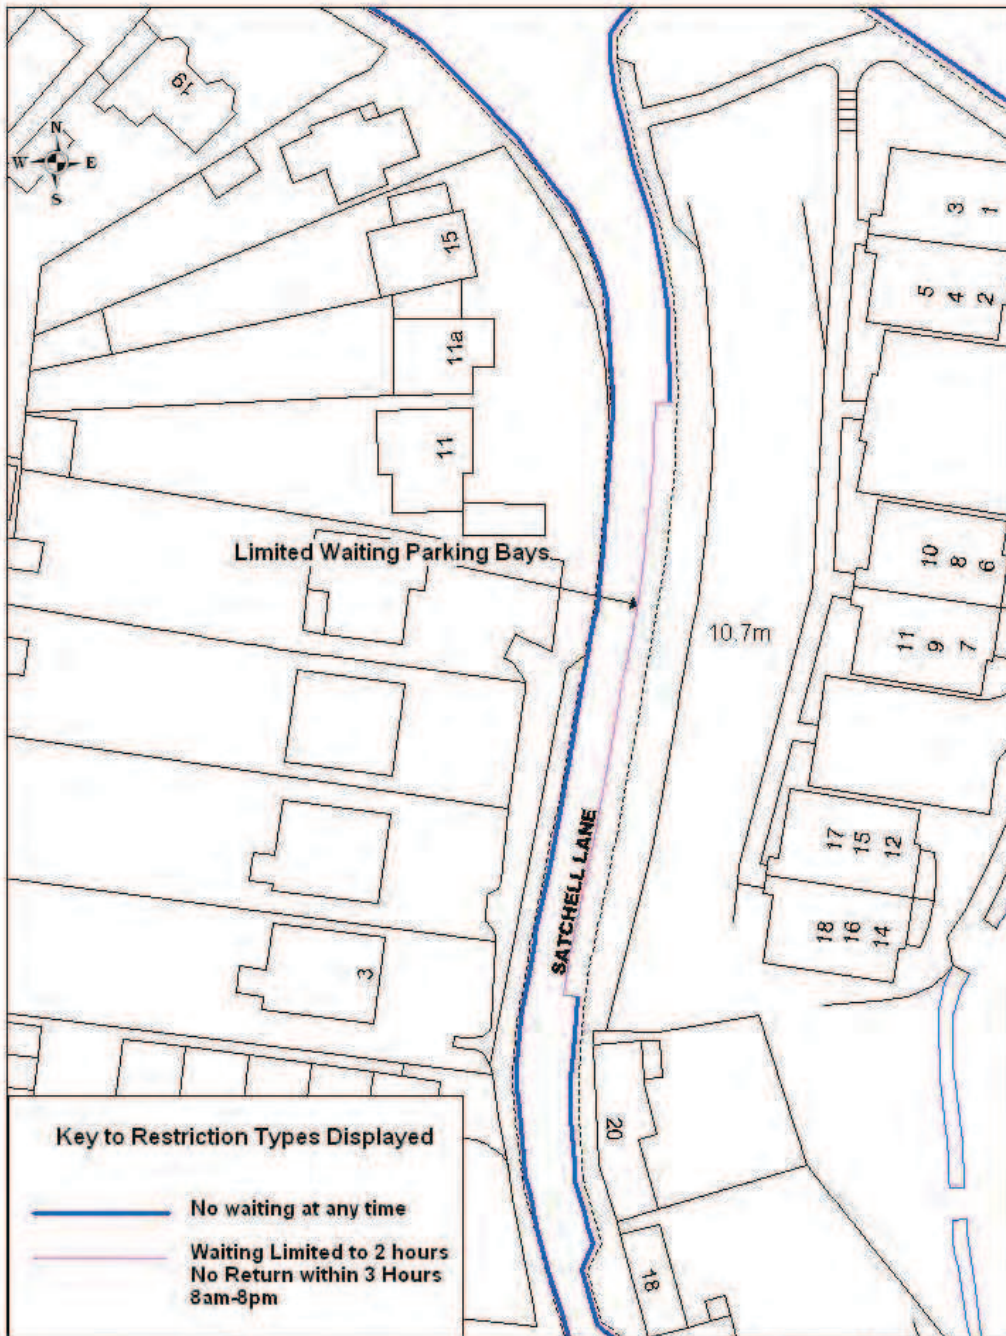 19
N
W E
S
15
3
1
5
4
2
11a
11
Limited Waiting Parking Bays
10
8
6
10.7m
11
9
7
SATCHELL LANE
17
15
12
18
16
14
3
20
18
Key to Restriction Types Displayed
No waiting at any time
Waiting Limited to 2 hours
No Return within 3 Hours
8am-8pm